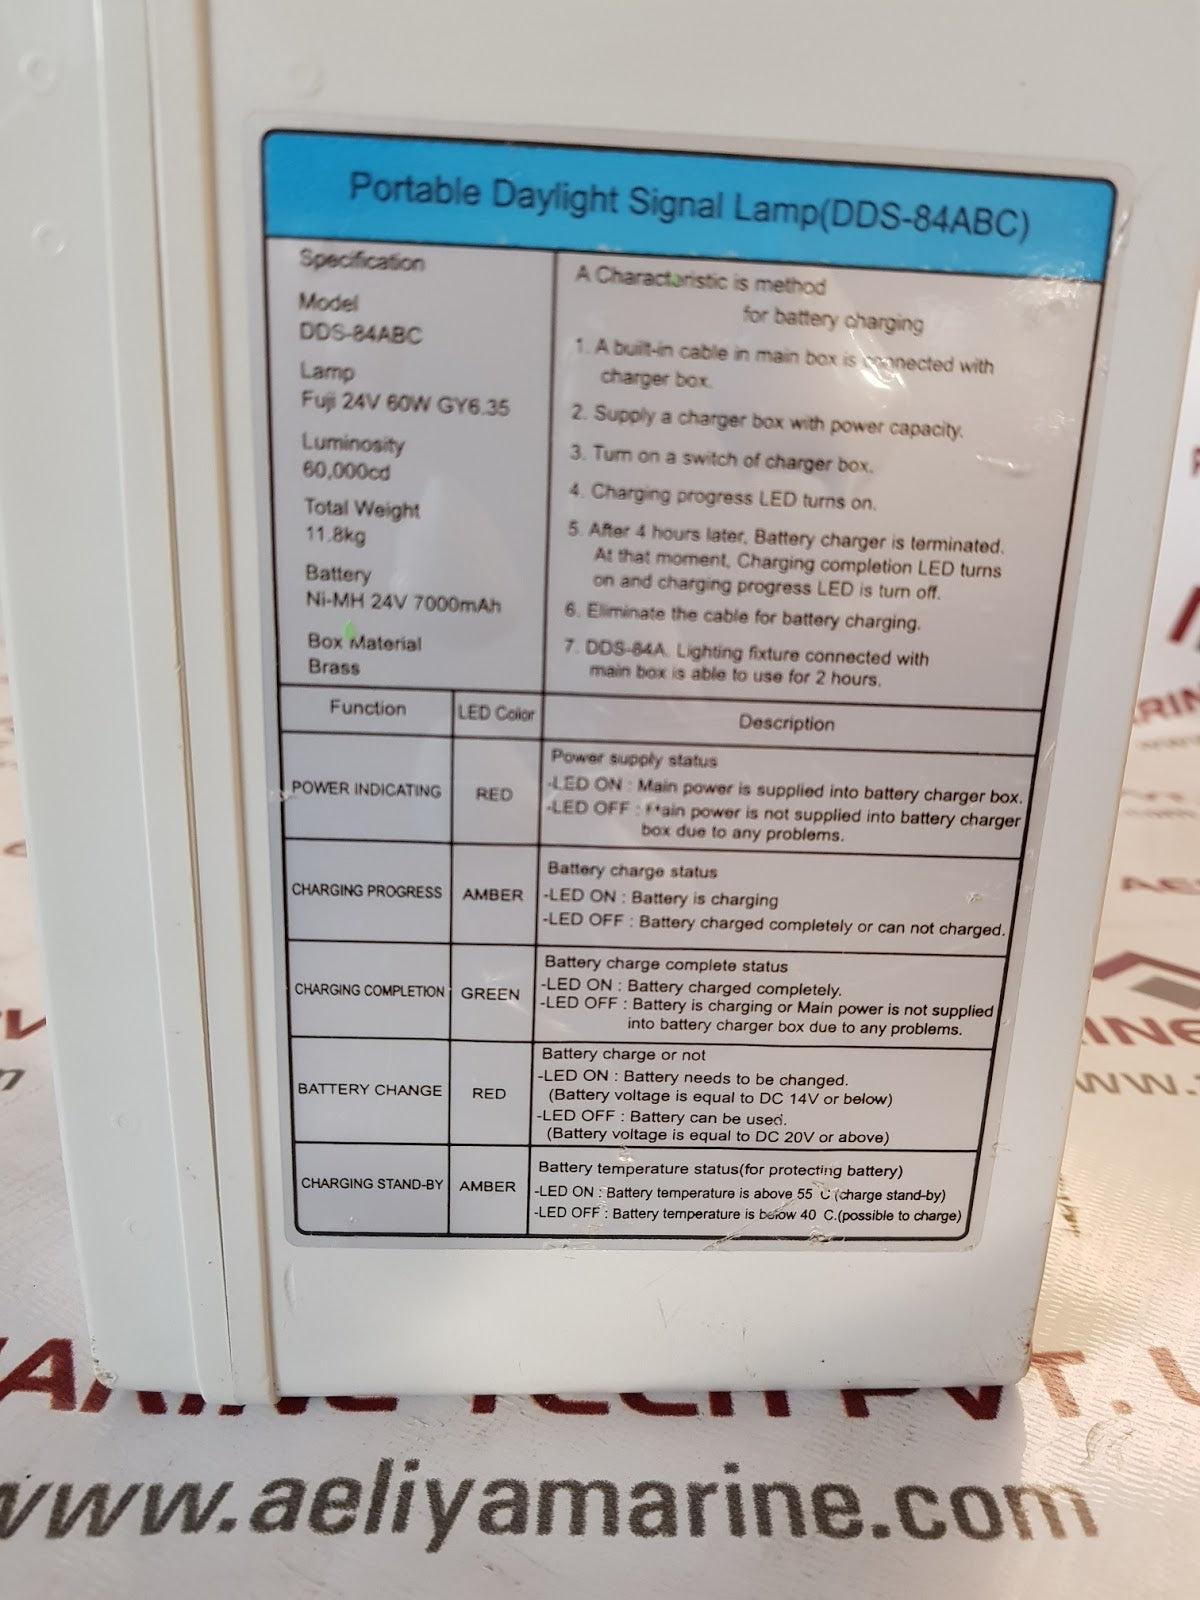 Portable Daylight Signal Lamp(DDS-84ABC)
Specification
Model
DDS-84ABC
Lamp
Fuji 24V 60W GY6.35
Luminosity
60,000cd
Total Weight
11.8kg
Battery
Ni-MH 24V 7000mAh
Box Material
Brass
A Characteristic is method
for battery charging
1. A built-in cable in main box is connected with
charger box.
2. Supply a charger box with power capacity.
3. Turn on a switch of charger box.
4. Charging progress LED turns on.
5. After 4 hours later, Battery charger is terminated.
At that moment, Charging completion LED turns
on and charging progress LED is turn off.
6. Eliminate the cable for battery charging.
7. DDS-84A. Lighting fixture connected with
main box is able to use for 2 hours.
Function LED Color Description
POWER INDICATING RED
Power supply status
-LED ON : Main power is supplied into battery charger box.
-LED OFF : Main power is not supplied into battery charger
box due to any problems.
CHARGING PROGRESS AMBER
Battery charge status
-LED ON : Battery is charging
-LED OFF : Battery charged completely or can not charged.
CHARGING COMPLETION GREEN
Battery charge complete status
-LED ON : Battery charged completely.
-LED OFF : Battery is charging or Main power is not supplied
into battery charger box due to any problems.
BATTERY CHANGE RED
Battery charge or not
-LED ON : Battery needs to be changed.
(Battery voltage is equal to DC 14V or below)
-LED OFF : Battery can be used.
(Battery voltage is equal to DC 20V or above)
CHARGING STAND-BY AMBER
Battery temperature status(for protecting battery)
-LED ON : Battery temperature is above 55 C (charge stand-by)
-LED OFF : Battery temperature is below 40 C.(possible to charge)
TECH PVT.
www.aeliyamarine.com